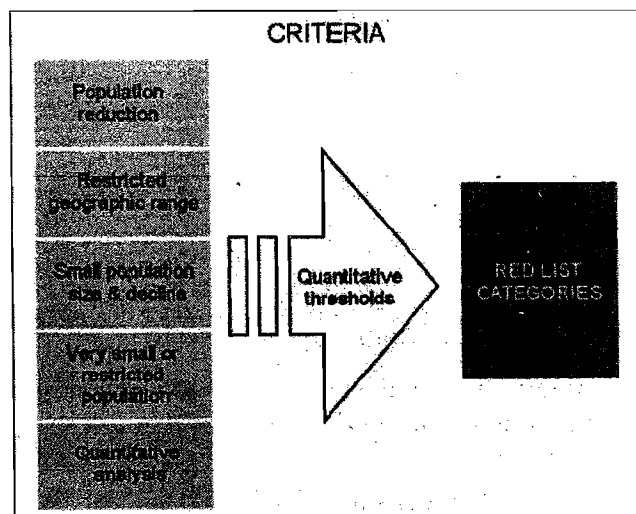 CRITERIA
Population
reduction
Restricted
geographic range
Small population
size & decline
Very small or
restricted
population
Quantitative
analysis
Quantitative
thresholds
RED LIST
CATEGORIES